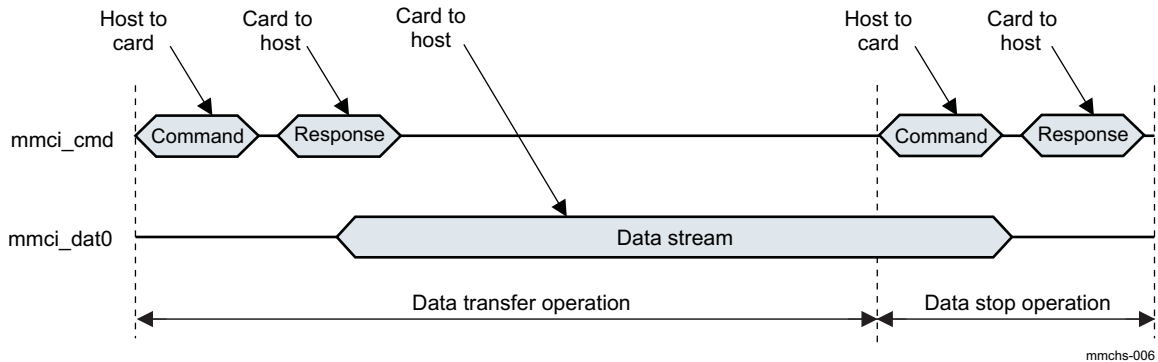 Host to
card
Card to
host
Card to
host
Host to
card
Card to
host
mmci_cmd
Command
Response
Command
Response
mmci_dat0
Data stream
Data transfer operation
Data stop operation
mmchs-006